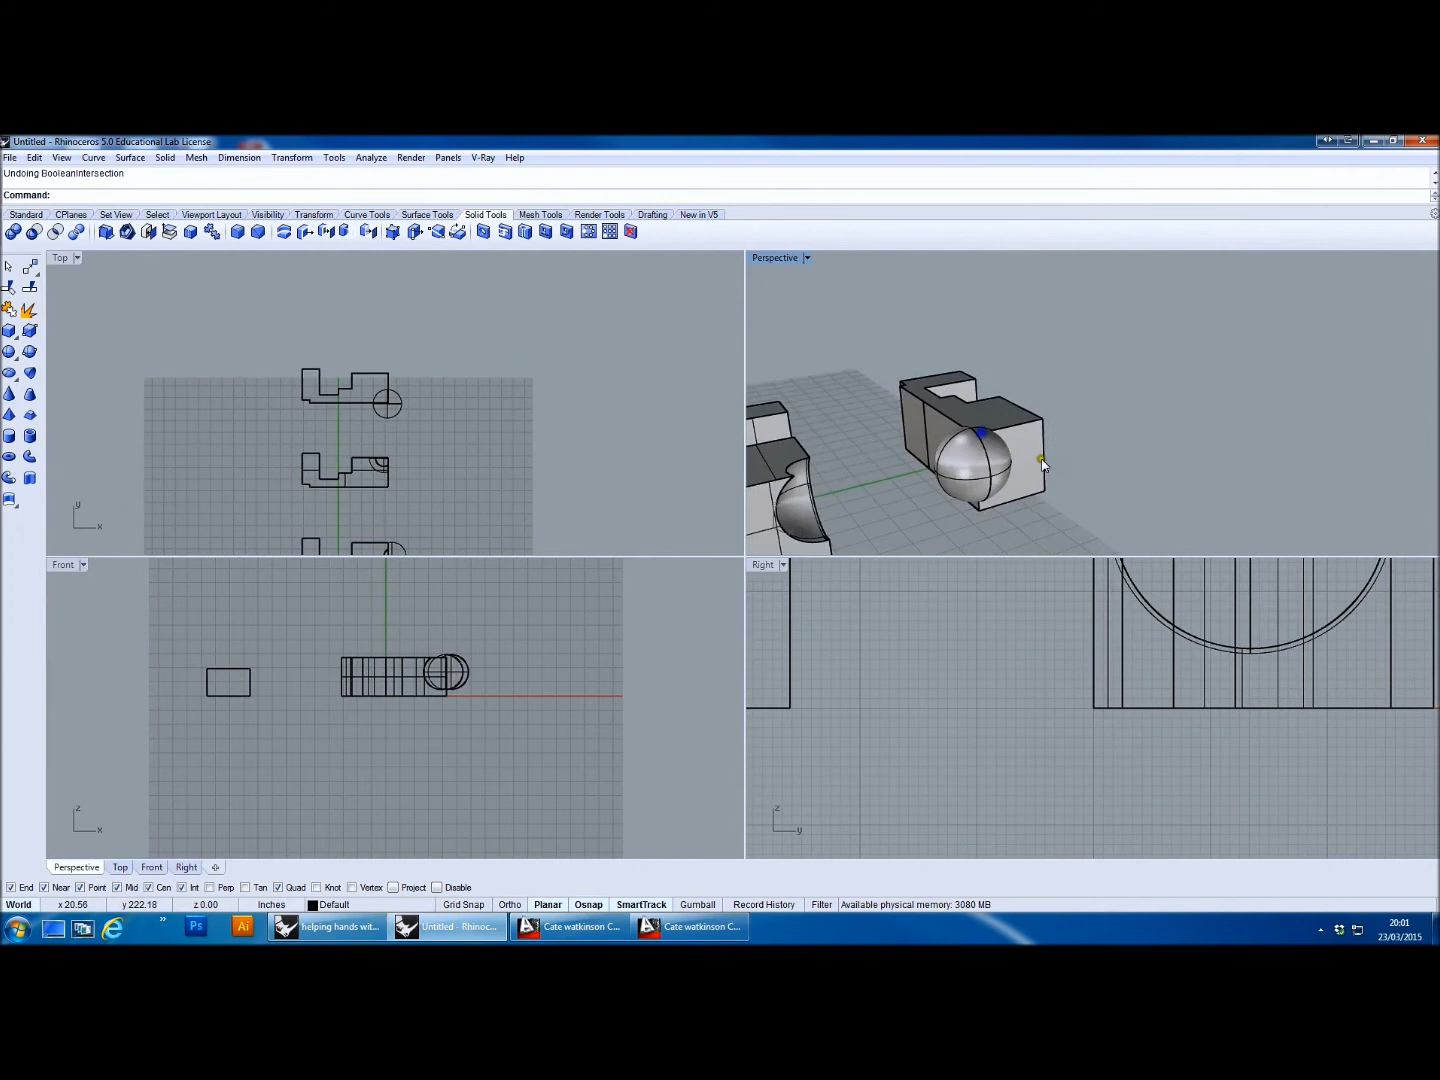 Untitled - Rhinoceros 5.0 Educational Lab License
File Edit View Curve Surface Solid Mesh Dimension Transform Tools Analyze Render Panels V-Ray Help
Undoing BooleanIntersection
Command:
Standard CPlanes Set View Select Viewport Layout Visibility Transform Curve Tools Surface Tools Solid Tools Mesh Tools Render Tools Drafting New in V5
Top
Perspective
y
x
Front
Right
z
x
z
y
Perspective Top Front Right
End Near Point Mid Cen Int Perp Tan Quad Knot Vertex Project Disable
World x 20.56 y 222.18 z 0.00 Inches Default Grid Snap Ortho Planar Osnap SmartTrack Gumball Record History Filter Available physical memory: 3080 MB
Ps Ai helping hands wit... Untitled - Rhinoc... Cate watkinson C... Cate watkinson C...
20:01
23/03/2015